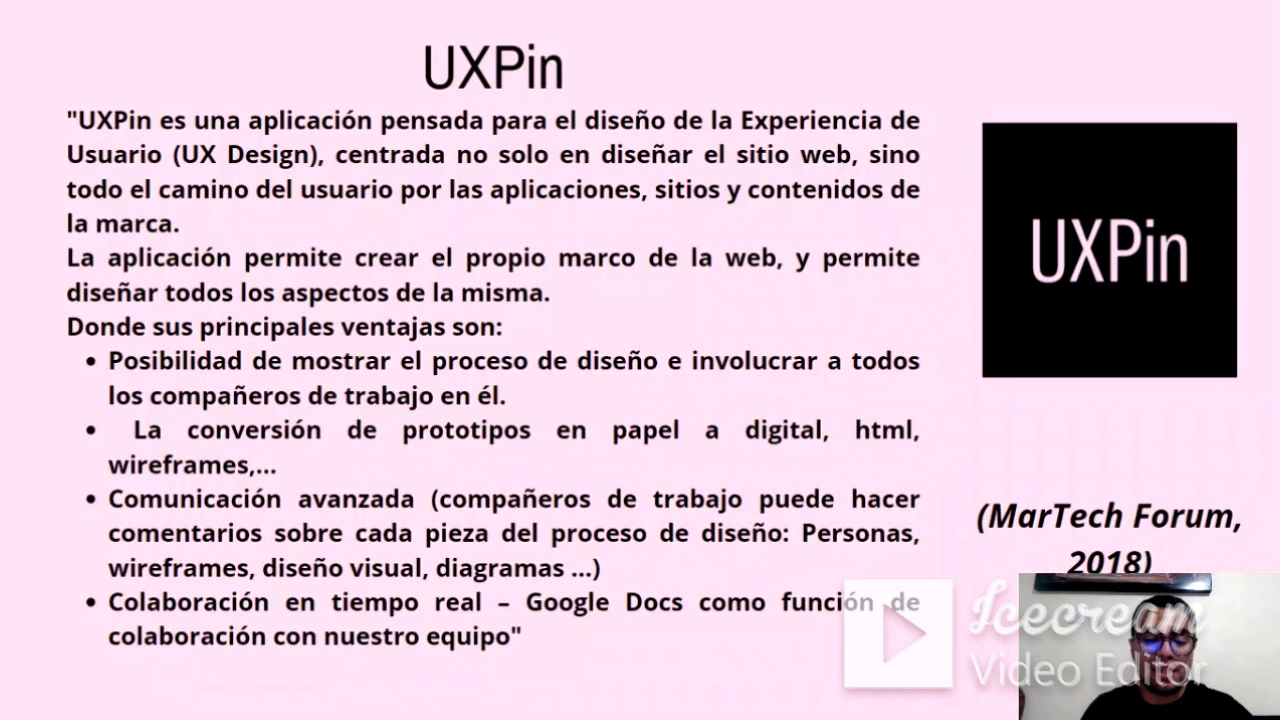 UXPin
"UXPin es una aplicación pensada para el diseño de la Experiencia de
Usuario (UX Design), centrada no solo en diseñar el sitio web, sino
todo el camino del usuario por las aplicaciones, sitios y contenidos de
la marca.
La aplicación permite crear el propio marco de la web, y permite
diseñar todos los aspectos de la misma.
Donde sus principales ventajas son:
• Posibilidad de mostrar el proceso de diseño e involucrar a todos
los compañeros de trabajo en él.
• La conversión de prototipos en papel a digital, html,
wireframes,...
• Comunicación avanzada (compañeros de trabajo puede hacer
comentarios sobre cada pieza del proceso de diseño: Personas,
wireframes, diseño visual, diagramas ...)
• Colaboración en tiempo real – Google Docs como función de
colaboración con nuestro equipo"
UXPin
(MarTech Forum,
2018)
Icecream
Video Editor